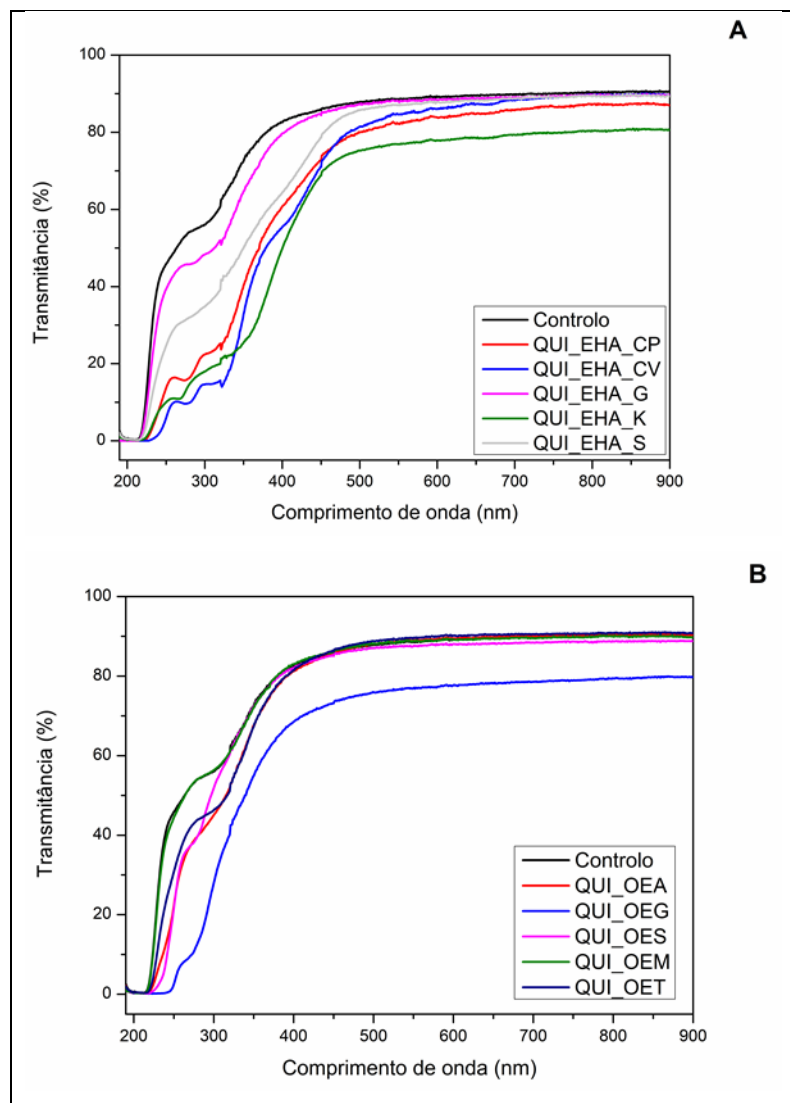 A
100
80
60
40
20
0
Transmitância (%)
Controlo
QUI_EHA_CP
QUI_EHA_CV
QUI_EHA_G
QUI_EHA_K
QUI_EHA_S
200 300 400 500 600 700 800 900
Comprimento de onda (nm)
B
100
80
60
40
20
0
Transmitância (%)
Controlo
QUI_OEA
QUI_OEG
QUI_OES
QUI_OEM
QUI_OET
200 300 400 500 600 700 800 900
Comprimento de onda (nm)